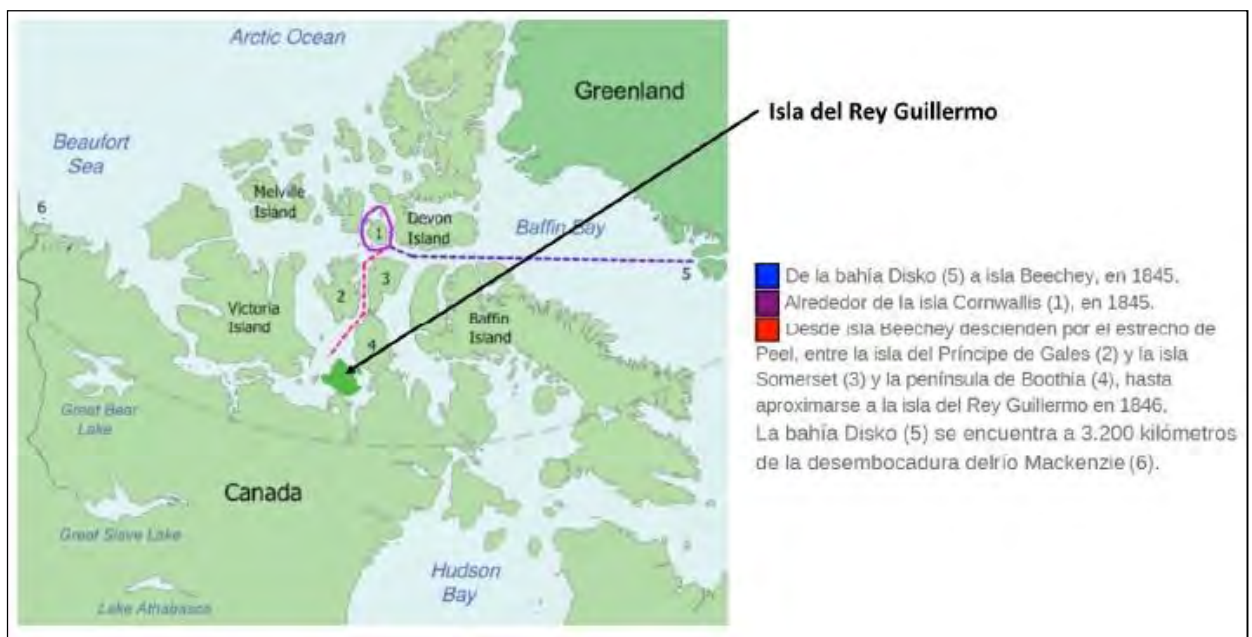 Arctic Ocean
Greenland
Isla del Rey Guillermo
Beaufort
Sea
6
Melville
Island
1
Devon
Island
Baffin Bay
5
3
2
Victoria
Island
4
Baffin
Island
De la bahía Disko (5) a isla Beechey, en 1845.
Alrededor de la isla Cornwallis (1), en 1845.
Desde isla Beechey descienden por el estrecho de
Peel, entre la isla del Príncipe de Gales (2) y la isla
Somerset (3) y la península de Boothia (4), hasta
aproximarse a la isla del Rey Guillermo en 1846.
La bahía Disko (5) se encuentra a 3.200 kilómetros
de la desembocadura delrío Mackenzie (6).
Great Bear
Lake
Canada
Great Slave Lake
Hudson
Bay
Lake Athabasca